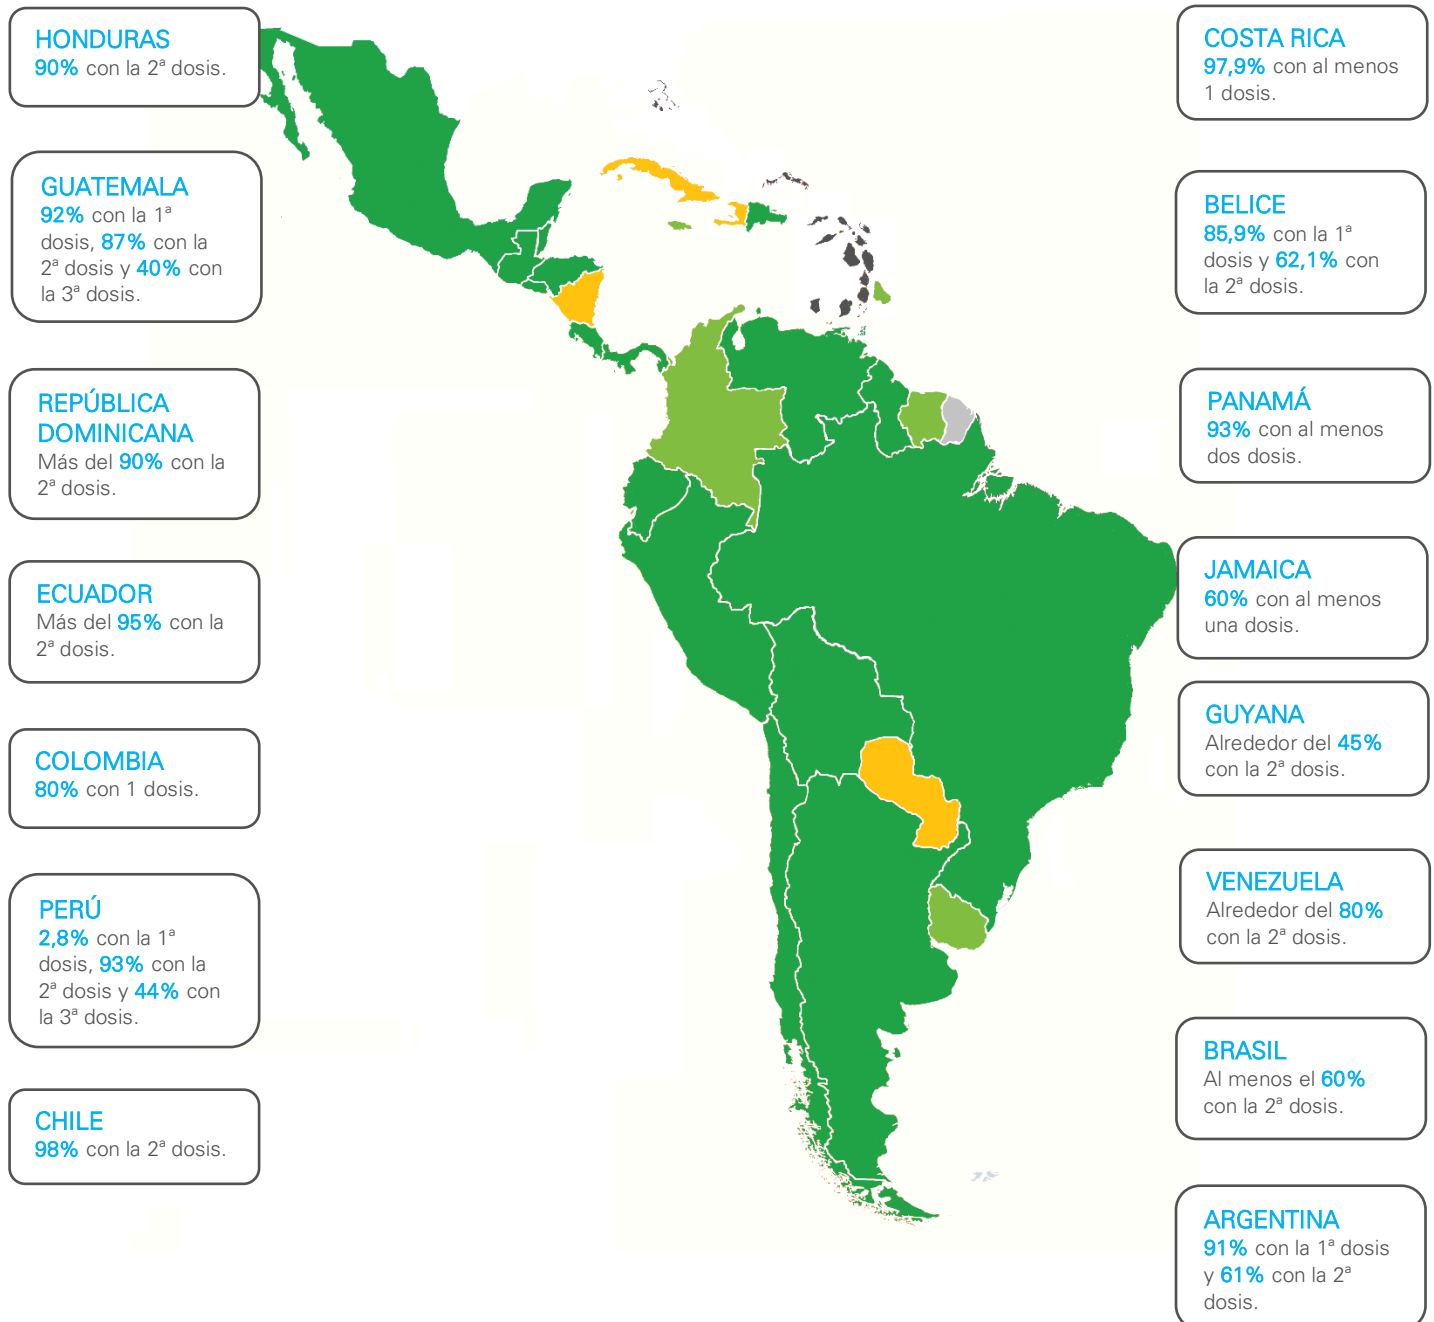 HONDURAS
90% con la 2ª dosis.
GUATEMALA
92% con la 1ª
dosis, 87% con la
2ª dosis y 40% con
la 3ª dosis.
REPÚBLICA
DOMINICANA
Más del 90% con la
2ª dosis.
ECUADOR
Más del 95% con la
2ª dosis.
COLOMBIA
80% con 1 dosis.
PERÚ
2,8% con la 1ª
dosis, 93% con la
2ª dosis y 44% con
la 3ª dosis.
CHILE
98% con la 2ª dosis.
COSTA RICA
97,9% con al menos
1 dosis.
BELICE
85,9% con la 1ª
dosis y 62,1% con
la 2ª dosis.
PANAMÁ
93% con al menos
dos dosis.
JAMAICA
60% con al menos
una dosis.
GUYANA
Alrededor del 45%
con la 2ª dosis.
VENEZUELA
Alrededor del 80%
con la 2ª dosis.
BRASIL
Al menos el 60%
con la 2ª dosis.
ARGENTINA
91% con la 1ª dosis
y 61% con la 2ª
dosis.